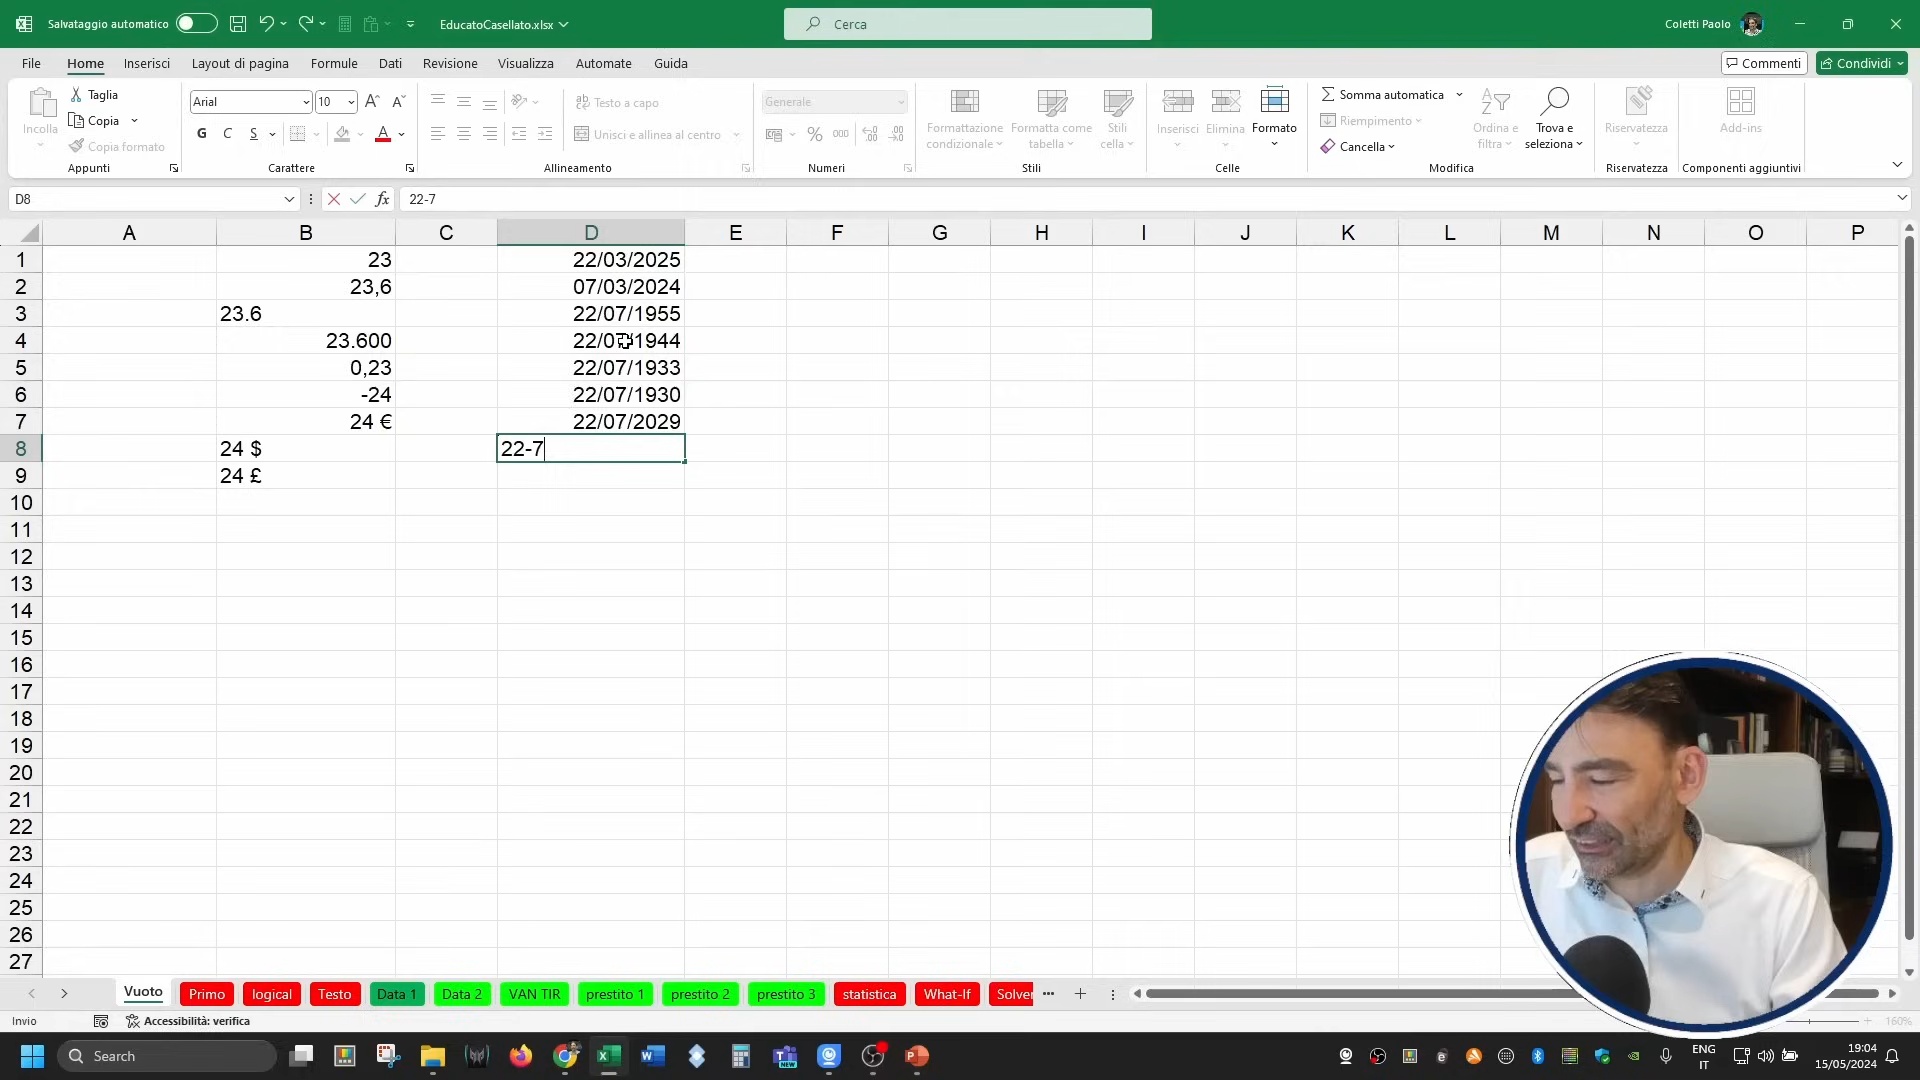 Salvataggio automatico
EducatoCasellato.xlsx
Cerca
Coletti Paolo
File Home Inserisci Layout di pagina Formule Dati Revisione Visualizza Automate Guida
Commenti Condividi
Incolla
Taglia
Copia
Copia formato
Appunti
Arial 10
G C S
Carattere
Testo a capo
Unisci e allinea al centro
Allineamento
Generale
% 000
Numeri
Formattazione condizionale
Formatta come tabella
Stili cella
Stili
Inserisci
Elimina
Formato
Celle
Somma automatica
Riempimento
Cancella
Ordina e filtra
Trova e seleziona
Modifica
Riservatezza
Riservatezza
Add-ins
Componenti aggiuntivi
D8 fx 22-7
A B C D E F G H I J K L M N O P
1 23 22/03/2025
2 23,6 07/03/2024
3 23.6 22/07/1955
4 23.600 22/07/1944
5 0,23 22/07/1933
6 -24 22/07/1930
7 24 € 22/07/2029
8 24 $ 22-7
9 24 £
10
11
12
13
14
15
16
17
18
19
20
21
22
23
24
25
26
27
Vuoto Primo logical Testo Data 1 Data 2 VAN TIR prestito 1 prestito 2 prestito 3 statistica What-If Solver
Invio Accessibilità: verifica 160%
Search
ENG
IT
19:04
15/05/2024